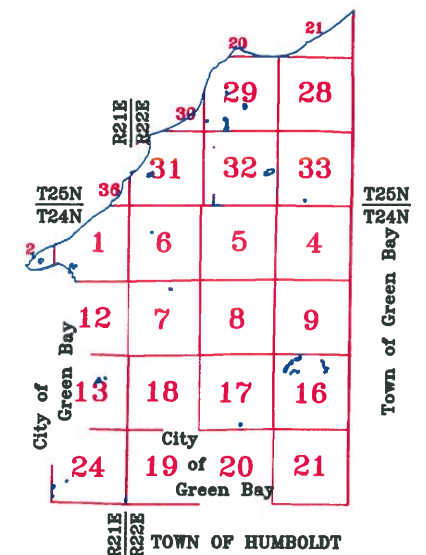 21
20
29 28
30
R21E
R22E
31 32 33
36
T25N
T24N
T25N
T24N
2 1 6 5 4
12 7 8 9
City of
Green Bay
Town of Green Bay
13 18 17 16
City
of
Green Bay
24 19 20 21
R21E
R22E
TOWN OF HUMBOLDT